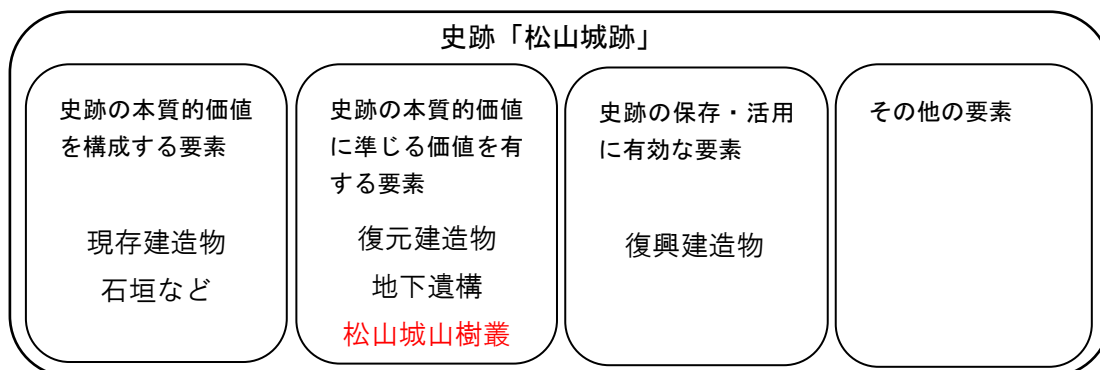 史跡「松山城跡」
史跡の本質的価値
を構成する要素
現存建造物
石垣など
史跡の本質的価値
に準じる価値を有
する要素
復元建造物
地下遺構
松山城山樹叢
史跡の保存・活用
に有効な要素
復興建造物
その他の要素